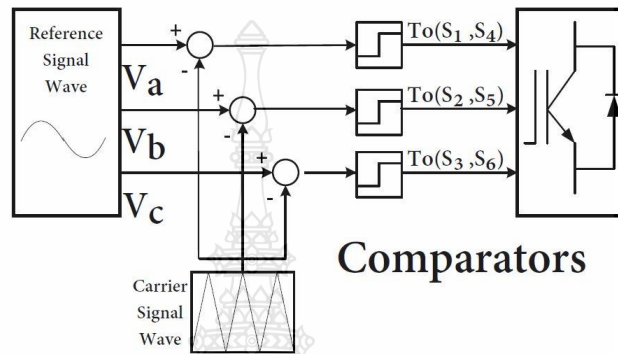 Reference
Signal
Wave
Va
Vb
Vc
+
-
+
-
+
-
To(S1 ,S4)
To(S2 ,S5)
To(S3 ,S6)
Comparators
Carrier
Signal
Wave